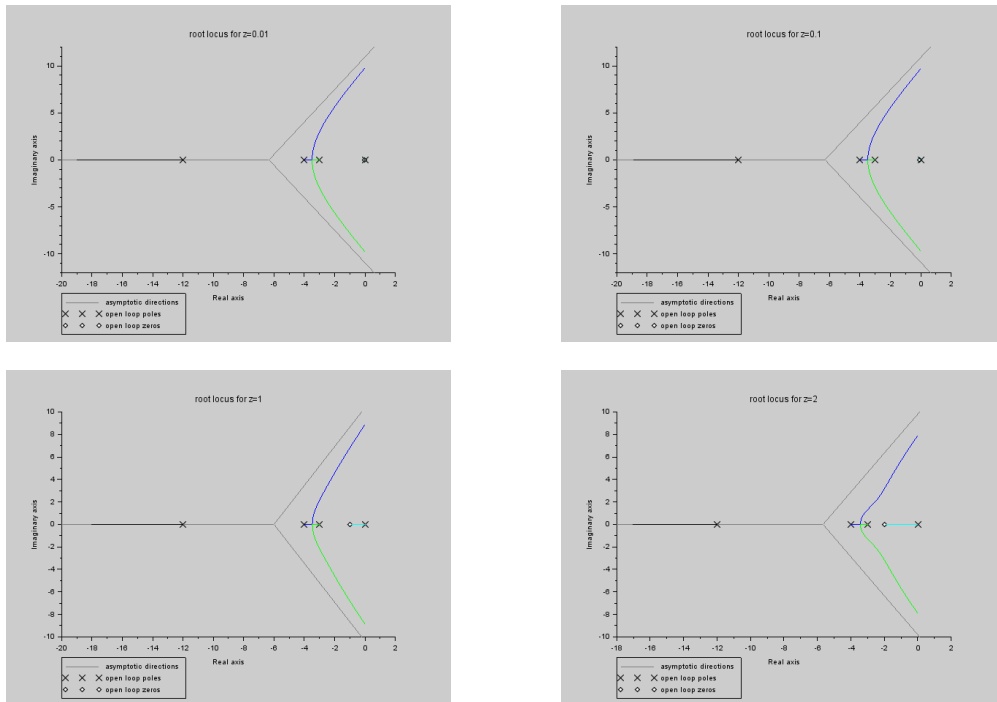 root locus for z=0.01
10
5
0
-5
-10
Imaginary axis
-20 -18 -16 -14 -12 -10 -8 -6 -4 -2 0 2
Real axis
asymptotic directions
open loop poles
open loop zeros
root locus for z=0.1
10
5
0
-5
-10
Imaginary axis
-20 -18 -16 -14 -12 -10 -8 -6 -4 -2 0 2
Real axis
asymptotic directions
open loop poles
open loop zeros
root locus for z=1
10
8
6
4
2
0
-2
-4
-6
-8
-10
Imaginary axis
-20 -18 -16 -14 -12 -10 -8 -6 -4 -2 0 2
Real axis
asymptotic directions
open loop poles
open loop zeros
root locus for z=2
10
8
6
4
2
0
-2
-4
-6
-8
-10
Imaginary axis
-18 -16 -14 -12 -10 -8 -6 -4 -2 0 2
Real axis
asymptotic directions
open loop poles
open loop zeros